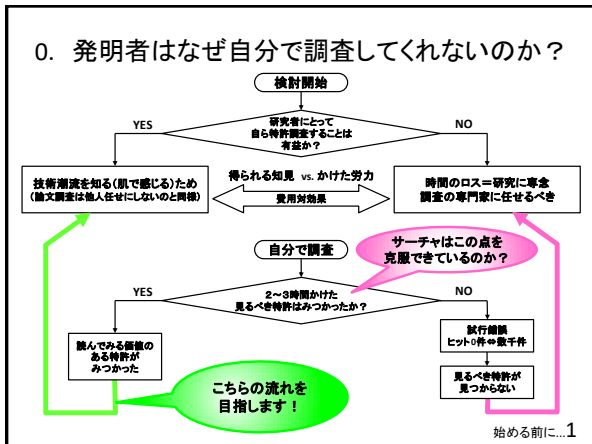 0. 発明者はなぜ自分で調査してくれないのか？
検討開始
研究者にとって
自ら特許調査することは
有益か？
YES
NO
技術潮流を知る（肌で感じる）ため
（論文調査は他人任せにしないのと同様）
得られる知見 vs. かけた労力
費用対効果
時間のロス＝研究に専念
調査の専門家に任せるべき
自分で調査
サーチャはこの点を
克服できているのか？
2～3時間かけた
見るべき特許はみつかったか？
YES
NO
読んでみる価値の
ある特許が
みつかった
試行錯誤
ヒット0件⇔数千件
見るべき特許が
見つからない
こちらの流れを
目指します！
始める前に...1